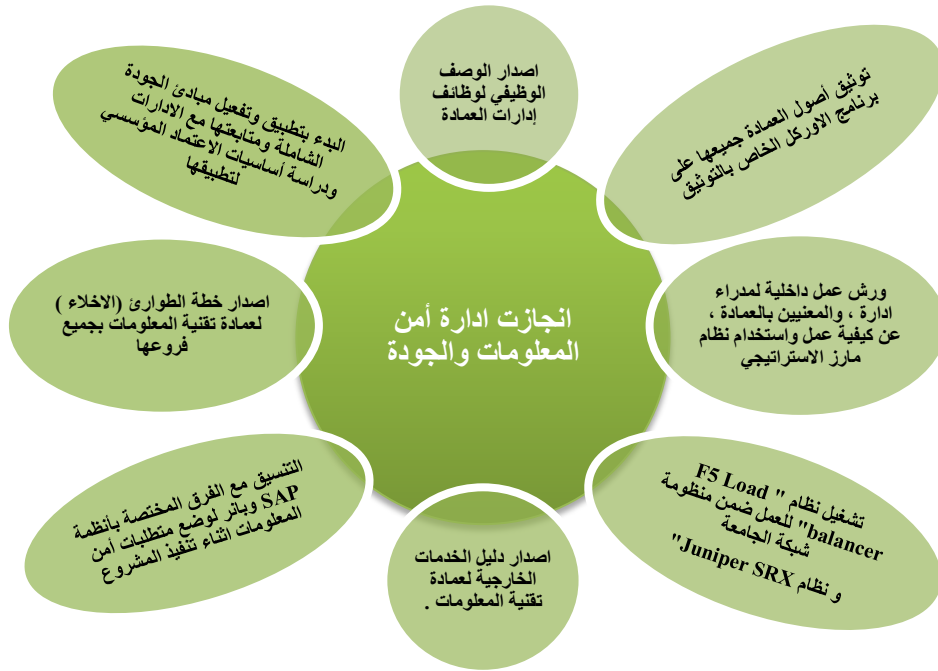 انجازت ادارة أمن
المعلومات والجودة
اصدار الوصف
الوظيفي لوظائف
إدارات العمادة
توثيق أصول العمادة جميعها على
برنامج الاوركل الخاص بالتوثيق
ورش عمل داخلية لمدراء
ادارة ، والمعنيين بالعمادة ،
عن كيفية عمل واستخدام نظام
مارز الاستراتيجي
تشغيل نظام " F5 Load
balancer" للعمل ضمن منظومة
شبكة الجامعة
و نظام Juniper SRX"
اصدار دليل الخدمات
الخارجية لعمادة
تقنية المعلومات .
التنسيق مع الفرق المختصة بأنظمة
SAP وبانر لوضع متطلبات أمن
المعلومات اثناء تنفيذ المشروع
اصدار خطة الطوارئ (الاخلاء )
لعمادة تقنية المعلومات بجميع
فروعها
البدء بتطبيق وتفعيل مبادئ الجودة
الشاملة ومتابعتها مع الادارات
ودراسة أساسيات الاعتماد المؤسسي
لتطبيقها